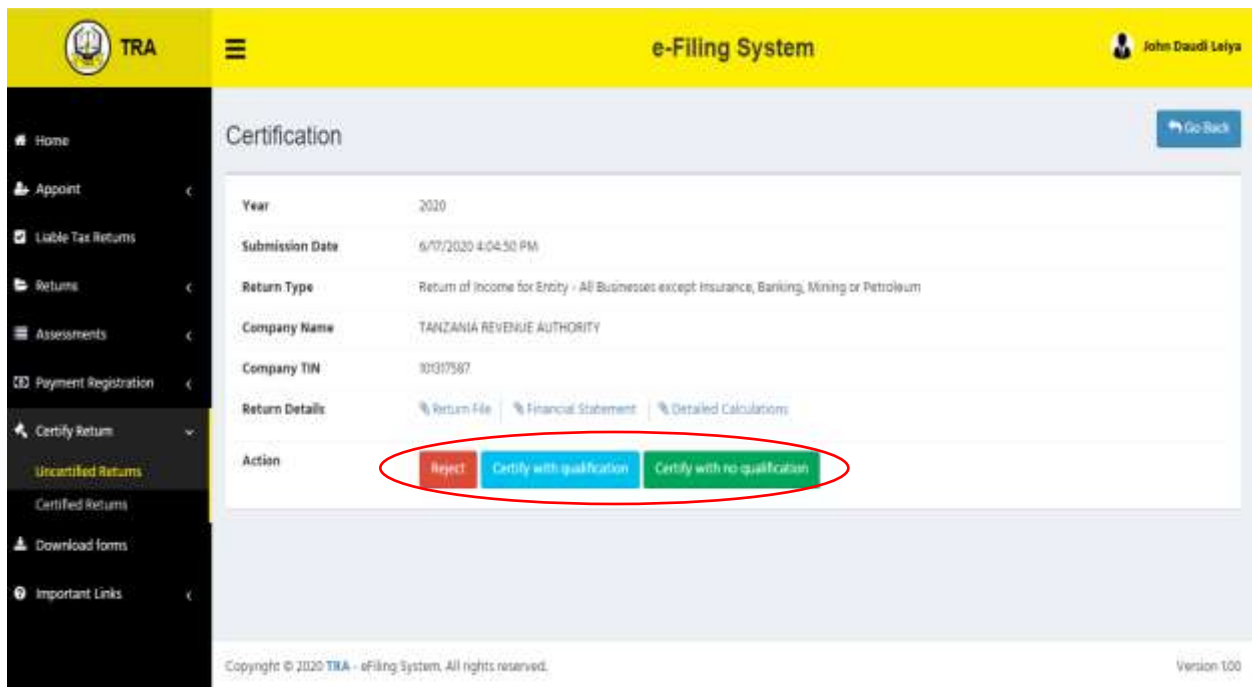 TRA
e-Filing System
John Daudi Leiya
Home
Appoint
Liable Tax Returns
Returns
Assessments
Payment Registration
Certify Return
Uncertified Returns
Certified Returns
Download forms
Important Links
Certification
Go Back
Year 2020
Submission Date 6/17/2020 4:04:50 PM
Return Type Return of Income for Entity - All Businesses except Insurance, Banking, Mining or Petroleum
Company Name TANZANIA REVENUE AUTHORITY
Company TIN 101317587
Return Details Return File Financial Statement Detailed Calculations
Action Reject Certify with qualification Certify with no qualification
Copyright © 2020 TRA - eFiling System. All rights reserved. Version 1.00